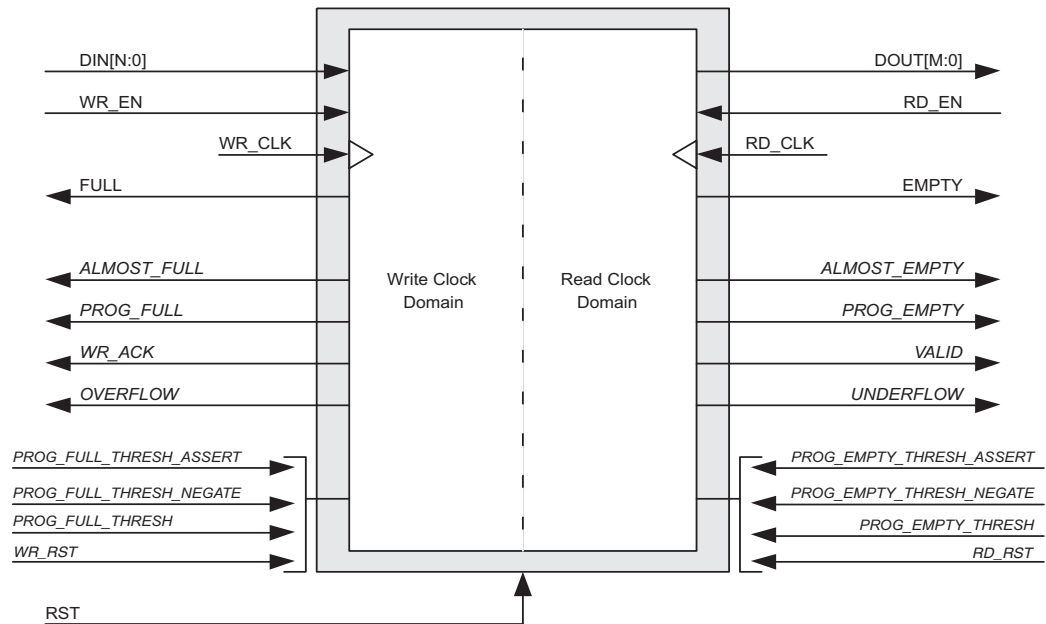 DIN[N:0]
DOUT[M:0]
WR_EN
RD_EN
WR_CLK
RD_CLK
FULL
EMPTY
ALMOST_FULL
Write Clock
Domain
Read Clock
Domain
ALMOST_EMPTY
PROG_FULL
PROG_EMPTY
WR_ACK
VALID
OVERFLOW
UNDERFLOW
PROG_FULL_THRESH_ASSERT
PROG_EMPTY_THRESH_ASSERT
PROG_FULL_THRESH_NEGATE
PROG_EMPTY_THRESH_NEGATE
PROG_FULL_THRESH
PROG_EMPTY_THRESH
WR_RST
RD_RST
RST